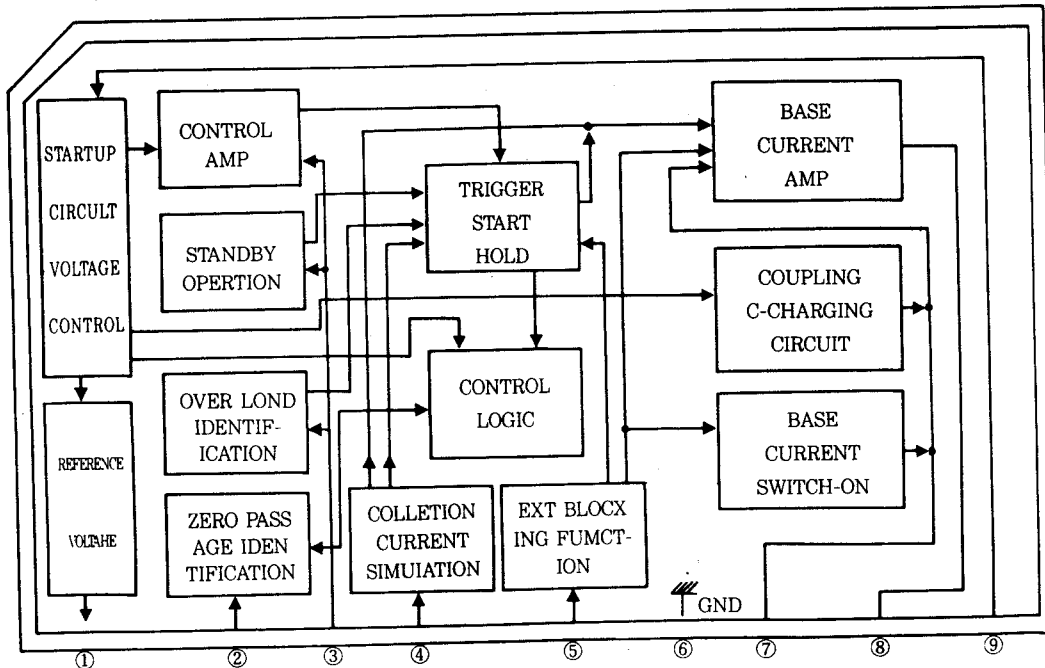 STARTUP
CIRCULT
VOLTAGE
CONTROL
REFERENCE
VOLTAHE
CONTROL
AMP
STANDBY
OPERTION
OVER LOND
IDENTIF-
ICATION
ZERO PASS
AGE IDEN
TIFICATION
TRIGGER
START
HOLD
CONTROL
LOGIC
COLLETION
CURRENT
SIMUIATION
EXT BLOCX
ING FUMCT-
ION
BASE
CURRENT
AMP
COUPLING
C-CHARGING
CIRCUIT
BASE
CURRENT
SWITCH-ON
GND
① ② ③ ④ ⑤ ⑥ ⑦ ⑧ ⑨